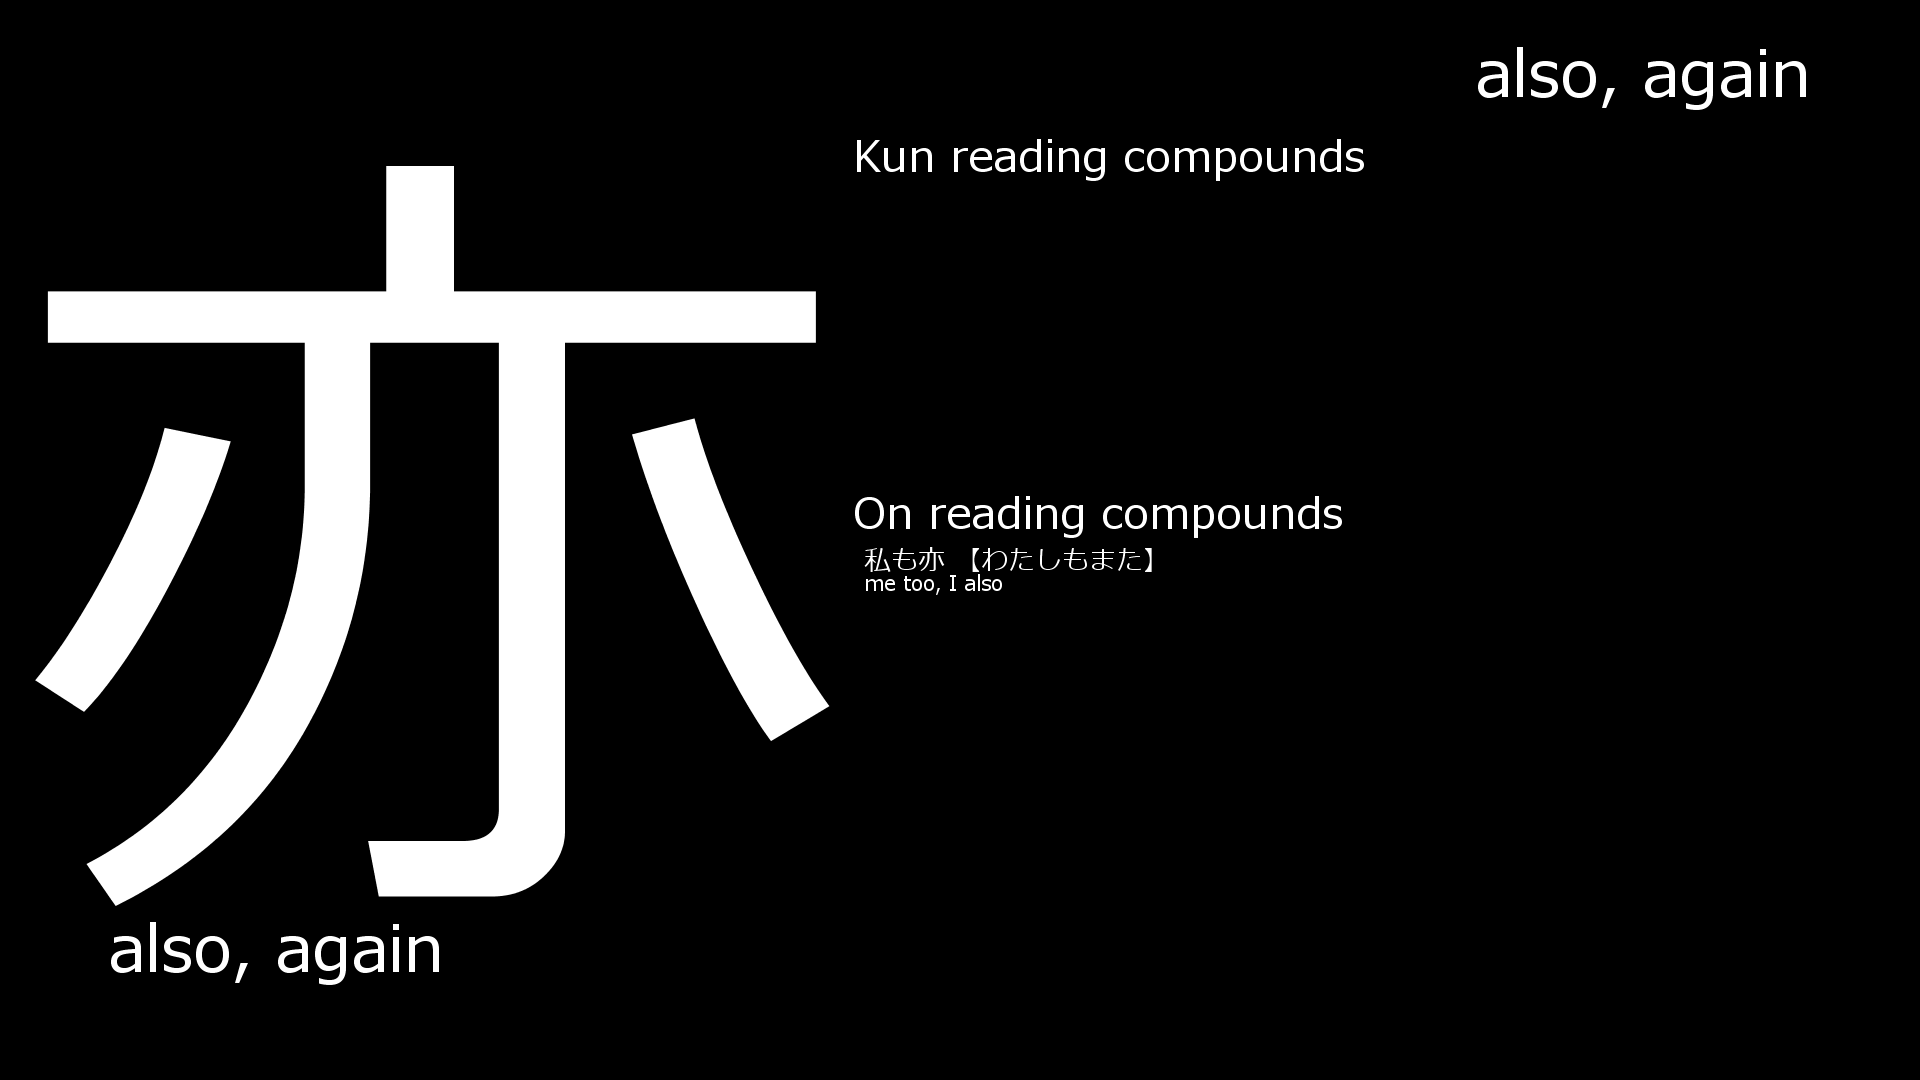 also, again
Kun reading compounds
亦
On reading compounds
私も亦 【わたしもまた】
me too, I also
also, again